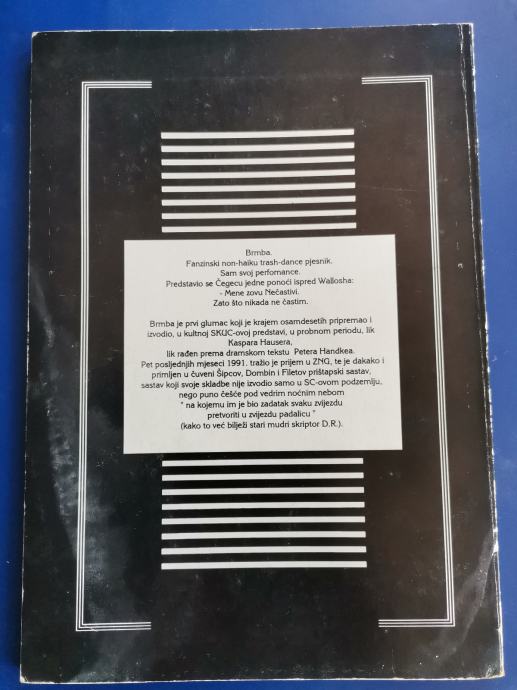 Brmba.
Fanzinski non-haiku trash-dance pjesnik.
Sam svoj perfomance.
Predstavio se Čegecu jedne ponoći ispred Wallosha:
- Mene zovu Nečastivi.
Zato što nikada ne častim.
Brmba je prvi glumac koji je krajem osamdesetih pripremao i
izvodio, u kultnoj SKUC-ovoj predstavi, u probnom periodu, lik
Kaspara Hausera,
lik rađen prema dramskom tekstu Petera Handkea.
Pet posljednjih mjeseci 1991. tražio je prijem u ZNG, te je dakako i
primljen u čuveni Šipcov, Dombin i Filetov prištapski sastav,
sastav koji svoje skladbe nije izvodio samo u SC-ovom podzemlju,
nego puno češće pod vedrim noćnim nebom
" na kojemu im je bio zadatak svaku zvijezdu
pretvoriti u zvijezdu padalicu "
(kako to već bilježi stari mudri skriptor D.R.).